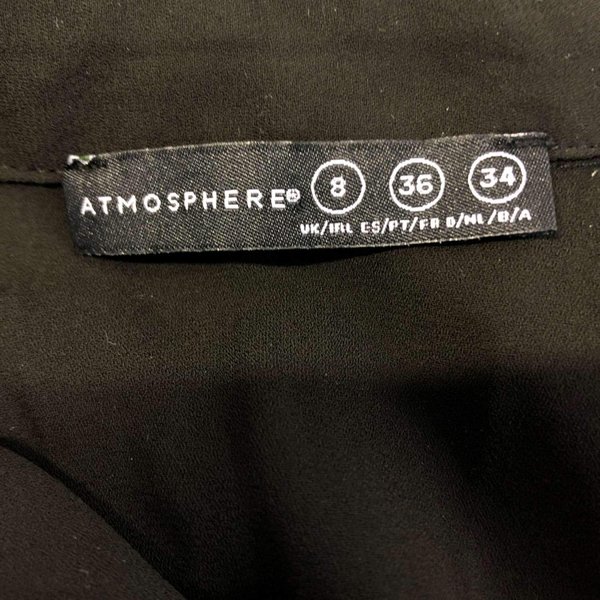 ATMOSPHERE® 8 36 34
UK/IRL ES/PT/FR D/NL/B/A